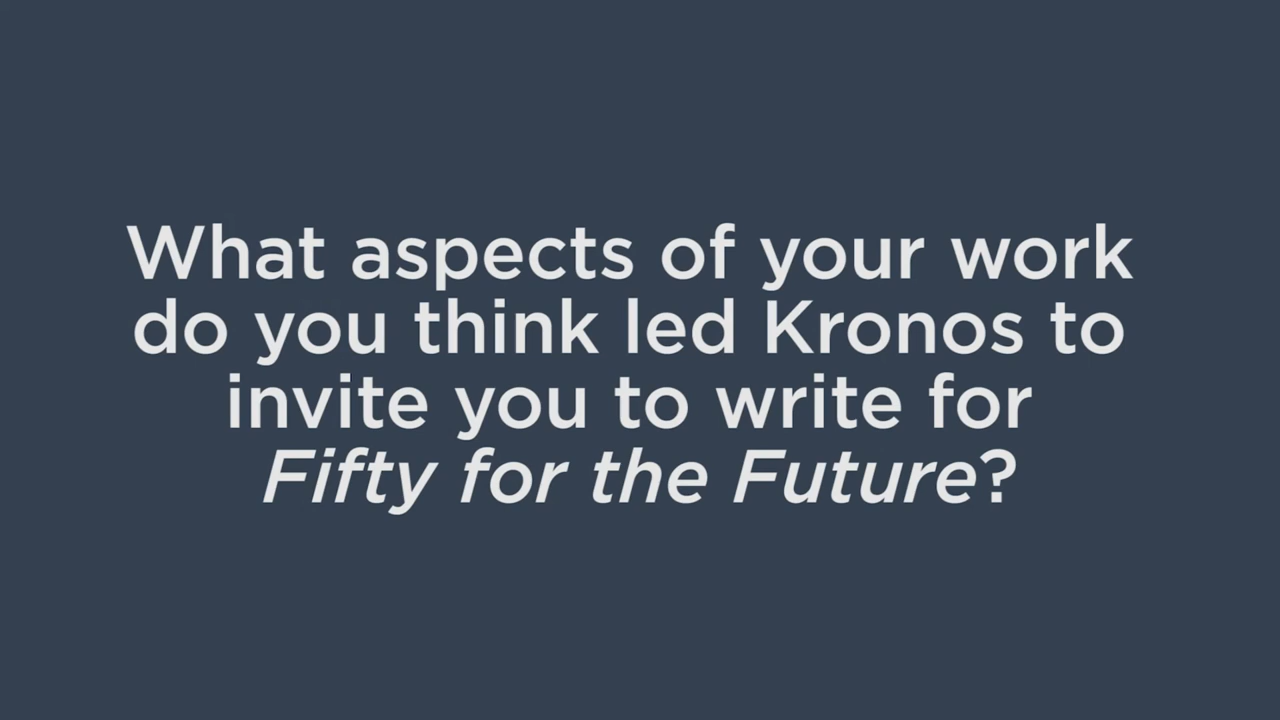 What aspects of your work
do you think led Kronos to
invite you to write for
Fifty for the Future?